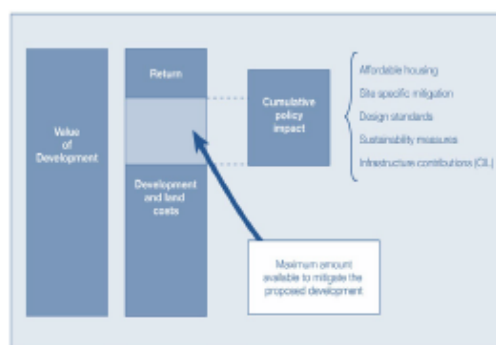 Value
of
Development
Return
Development
and land
costs
Cumulative
policy
impact
Affordable housing
Site specific mitigation
Design standards
Sustainability measures
Infrastructure contributions (CIL)
Maximum amount
available to mitigate the
proposed development